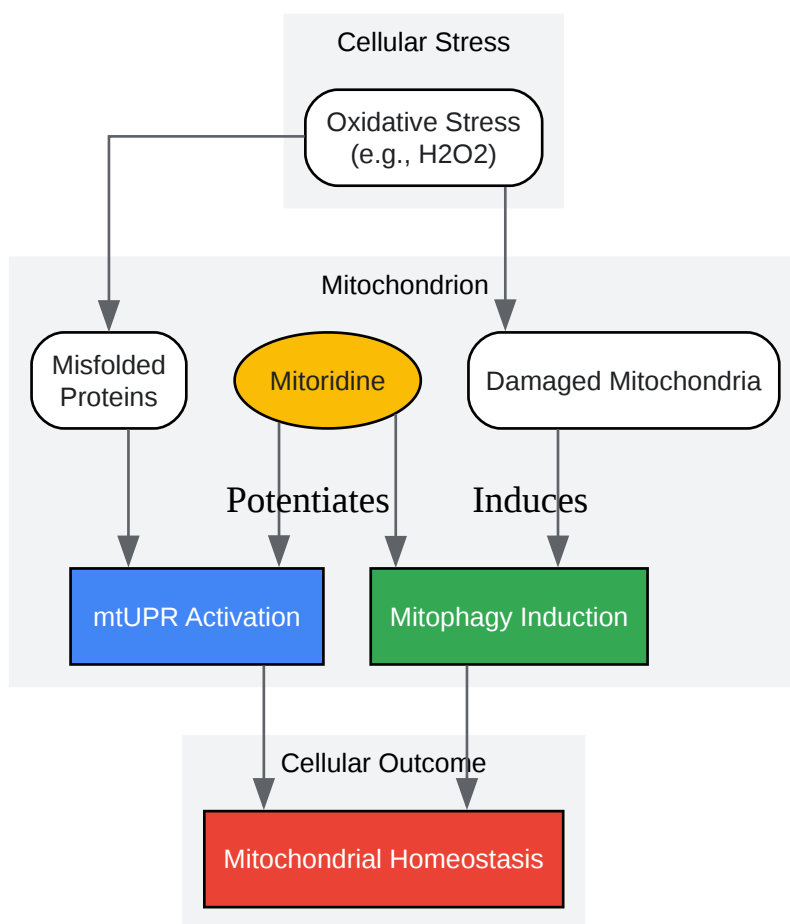 Cellular Stress
Oxidative Stress
(e.g., H2O2)
Mitochondrion
Misfolded
Proteins
Mitoridine
Damaged Mitochondria
Potentiates
Induces
mtUPR Activation
Mitophagy Induction
Cellular Outcome
Mitochondrial Homeostasis